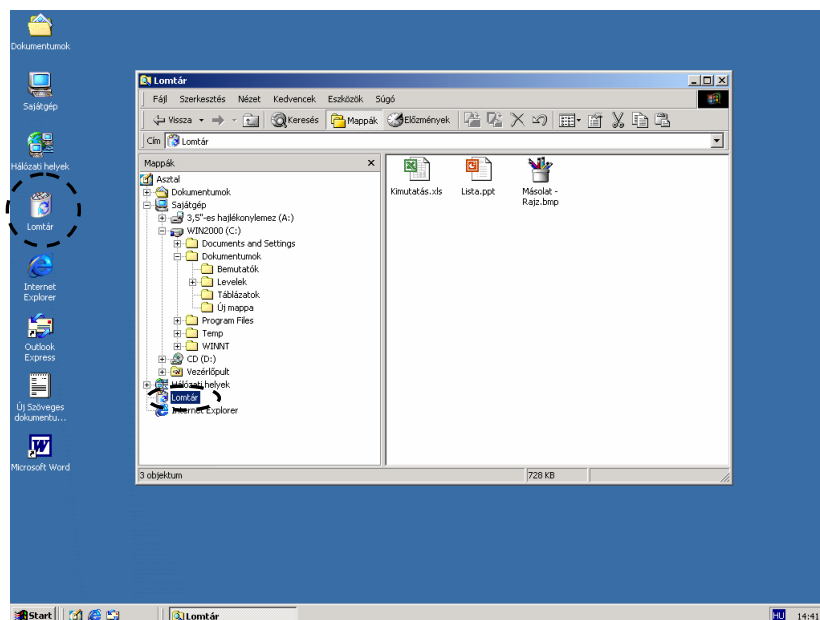 Dokumentumok
Sajátgép
Hálózati helyek
Lomtár
Internet
Explorer
Outlook
Express
Új Szöveges
dokumentu...
Microsoft Word
Lomtár
Fájl Szerkesztés Nézet Kedvencek Eszközök Súgó
Vissza Keresés Mappák Előzmények
Cím Lomtár
Mappák
Asztal
Dokumentumok
Sajátgép
3,5"-es hajlékonylemez (A:)
WIN2000 (C:)
Documents and Settings
Dokumentumok
Bemutatók
Levelek
Táblázatok
Új mappa
Program Files
Temp
WINNT
CD (D:)
Vezérlőpult
Hálózati helyek
Lomtár
Internet Explorer
Kimutatás.xls
Lista.ppt
Másolat -
Rajz.bmp
3 objektum 728 KB
Start Lomtár HU 14:41